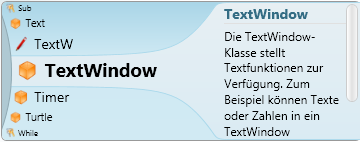 Sub
Text
TextW
TextWindow
Timer
Turtle
While
TextWindow
Die TextWindow-
Klasse stellt
Textfunktionen zur
Verfügung. Zum
Beispiel können Texte
oder Zahlen in ein
TextWindow